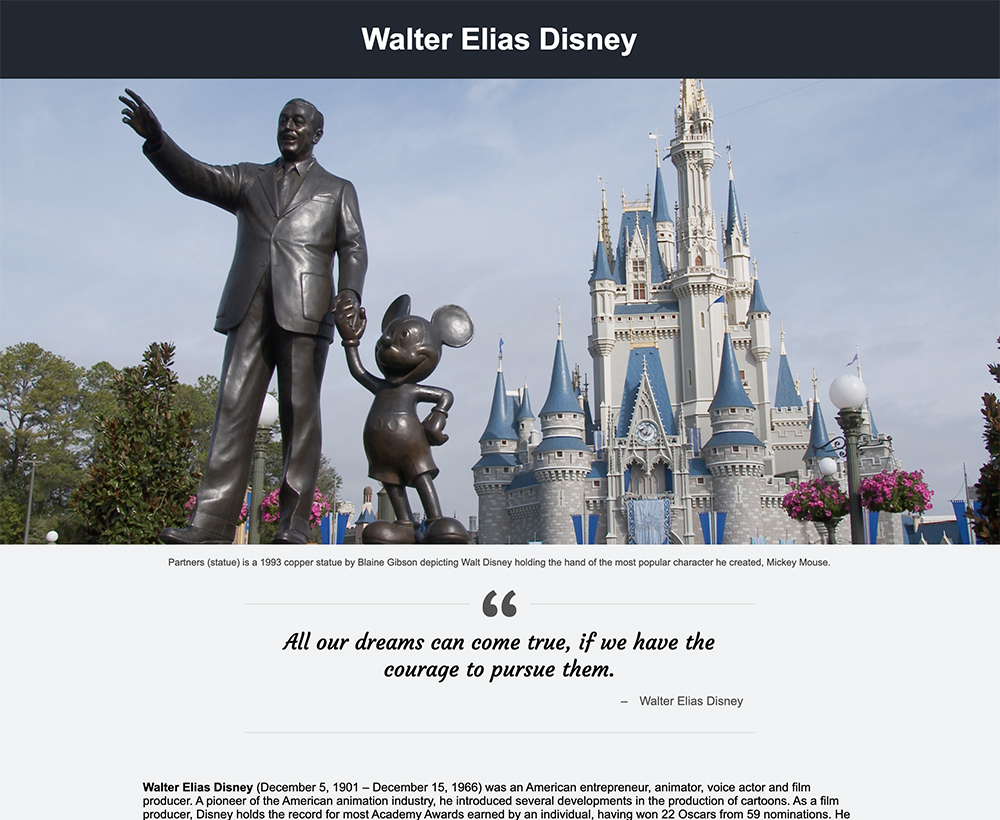 Walter Elias Disney
Partners (statue) is a 1993 copper statue by Blaine Gibson depicting Walt Disney holding the hand of the most popular character he created, Mickey Mouse.
“
All our dreams can come true, if we have the
courage to pursue them.
– Walter Elias Disney
Walter Elias Disney (December 5, 1901 – December 15, 1966) was an American entrepreneur, animator, voice actor and film
producer. A pioneer of the American animation industry, he introduced several developments in the production of cartoons. As a film
producer, Disney holds the record for most Academy Awards earned by an individual, having won 22 Oscars from 59 nominations. He